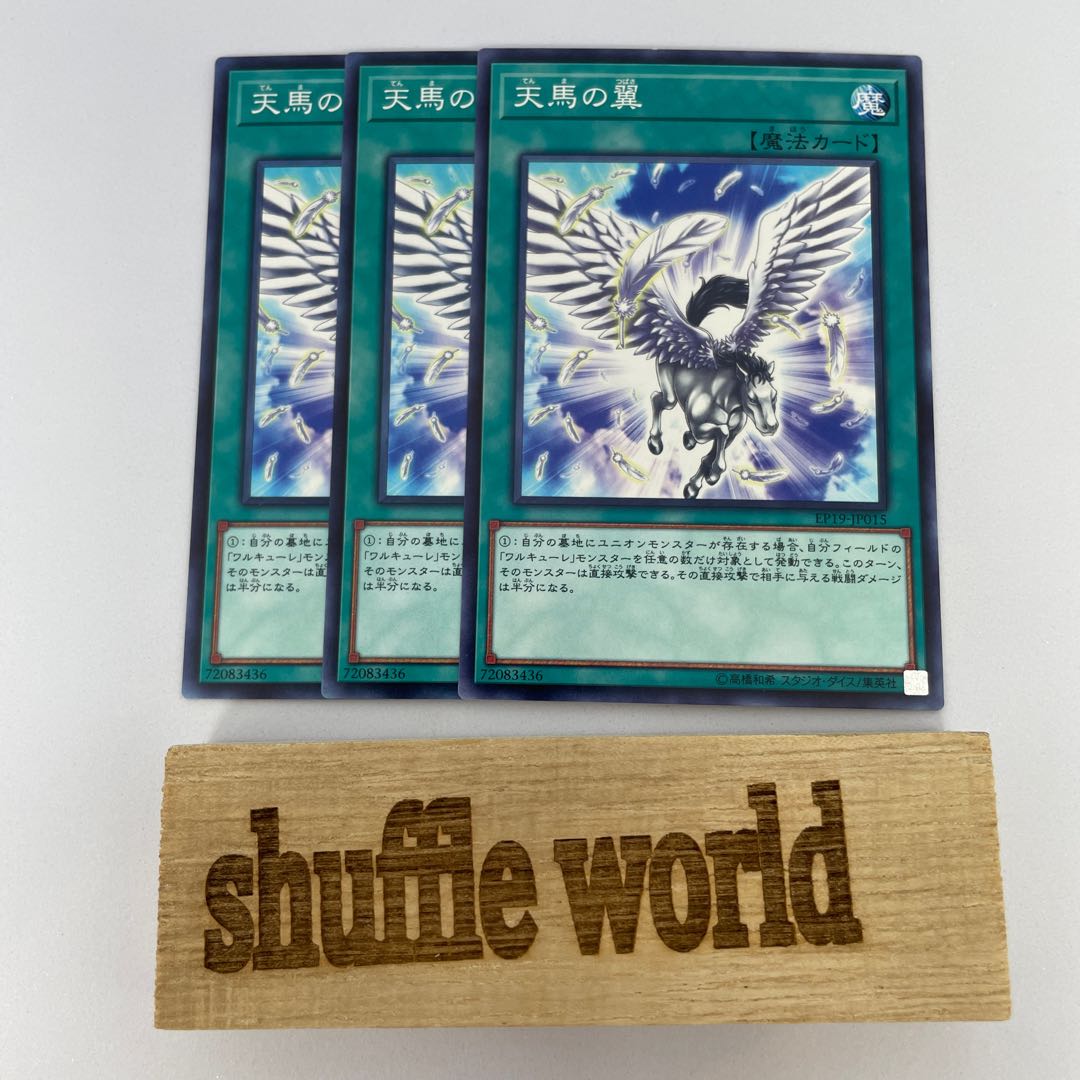 天馬の
天馬の
天馬の翼
魔
【魔法カード】
EP19-JP015
①:自分の墓地に
「ワルキューレ」モンス
そのモンスターは直
は半分になる。
72083436
①:自分の墓地に
「ワルキューレ」モンス
そのモンスターは直
は半分になる。
72083436
①:自分の墓地にユニオンモンスターが存在する場合、自分フィールドの
「ワルキューレ」モンスターを任意の数だけ対象として発動できる。このターン、
そのモンスターは直接攻撃できる。その直接攻撃で相手に与える戦闘ダメージ
は半分になる。
72083436
©高橋和希 スタジオ・ダイス/集英社
shuffle world